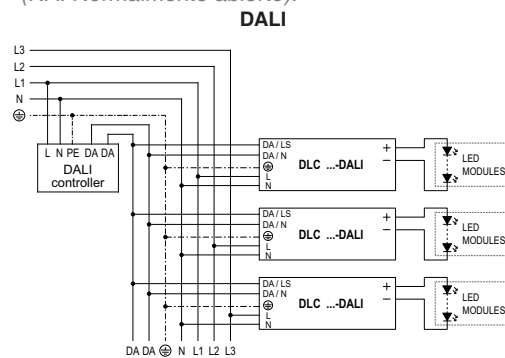 DALI
L3
L2
L1
N
L N PE DA DA
DALI
controller
DA / LS
DA / N
L
N
DLC ...-DALI
+
–
LED
MODULES
DA / LS
DA / N
L
N
DLC ...-DALI
+
–
LED
MODULES
DA / LS
DA / N
L
N
DLC ...-DALI
+
–
LED
MODULES
DA DA N L1 L2 L3